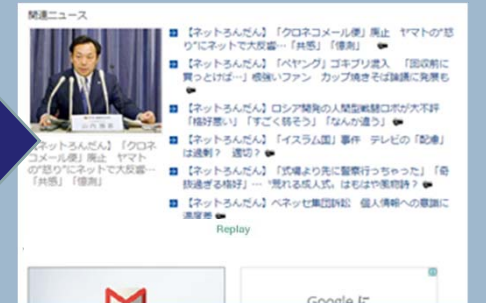 関連ニュース
【ネットろんだん】「クロネコメール便」廃止　ヤマトの"怒
り"にネットで大反響…「共感」「憶測」
【ネットろんだん】「ペヤング」ゴキブリ混入　「回収前に
買っとけば…」根強いファン　カップ焼きそば論議に発展も
【ネットろんだん】ロシア開発の人間型戦闘ロボが大不評
「格好悪い」「すごく弱そう」「なんか違う」
【ネットろんだん】「イスラム国」事件　テレビの「配慮」
は過剰？　適切？
【ネットろんだん】「式場より先に警察行っちゃった」「奇
抜過ぎる格好」…"荒れる成人式"はもはや風物詩？
【ネットろんだん】ベネッセ集団訴訟　個人情報への意識に
温度差
【ネットろんだん】「クロネ
コメール便」廃止　ヤマト
の"怒り"にネットで大反響…
「共感」「憶測」
Replay
Google に